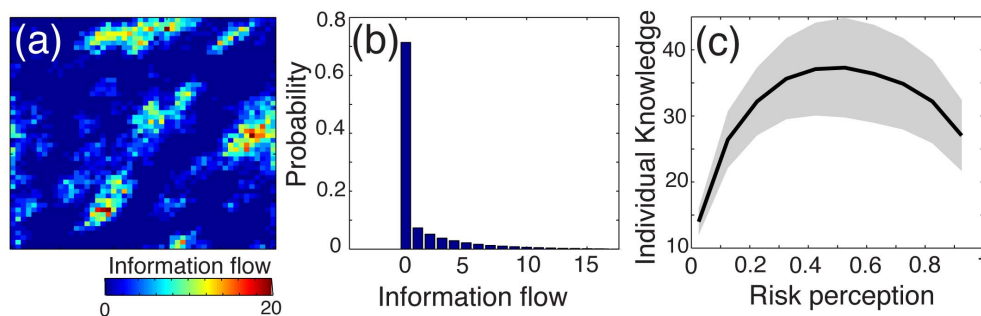 (a)
Information flow
0
20
(b)
Probability
0.8
0.6
0.4
0.2
0
0
5
10
15
Information flow
(c)
Individual Knowledge
40
30
20
10
0
0.2
0.4
0.6
0.8
1
Risk perception